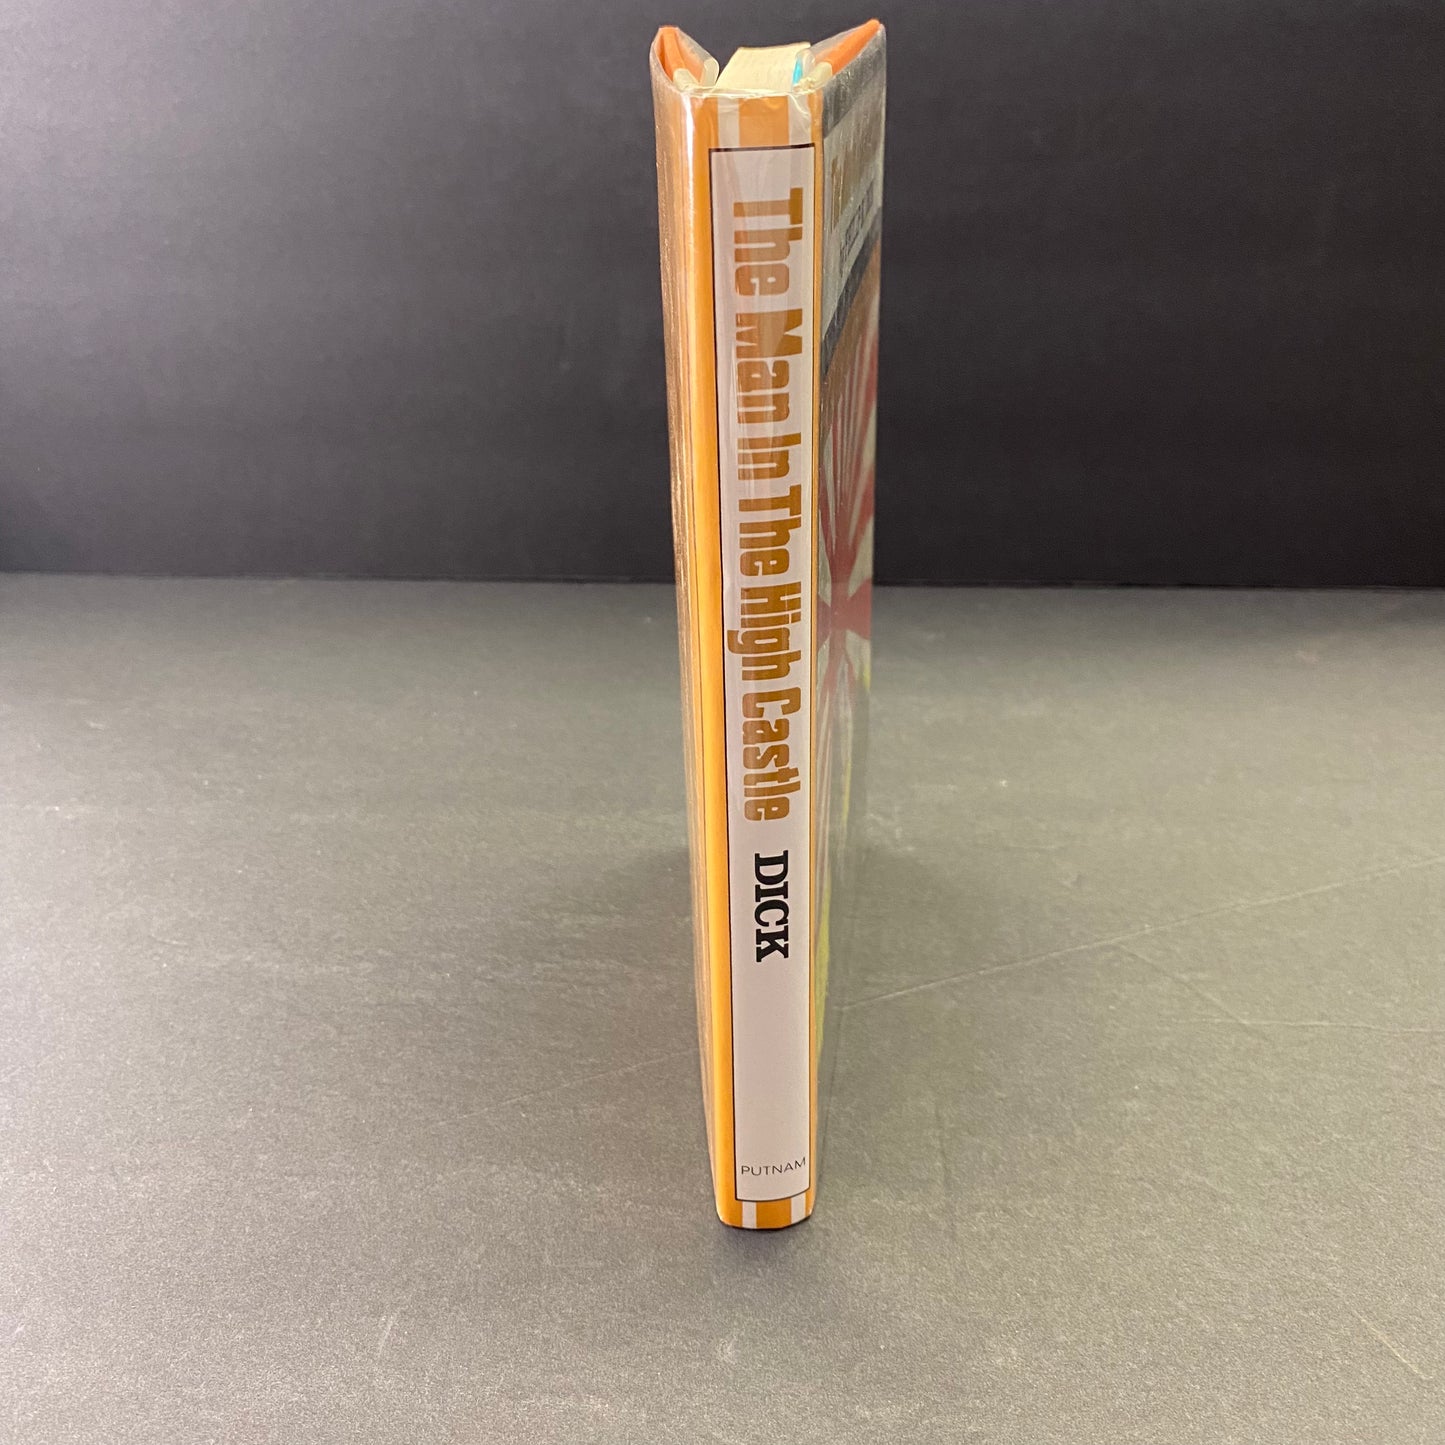 The Man In The High Castle DICK
PUTNAM